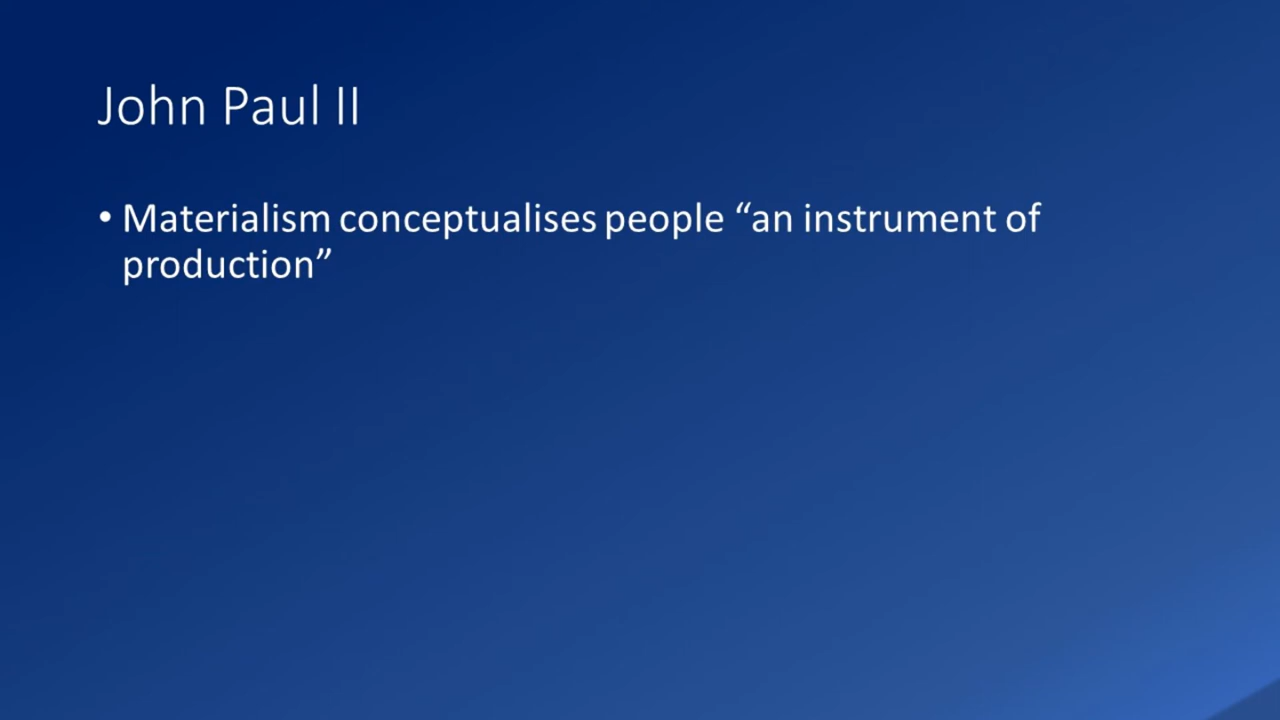 John Paul II
• Materialism conceptualises people “an instrument of
production”